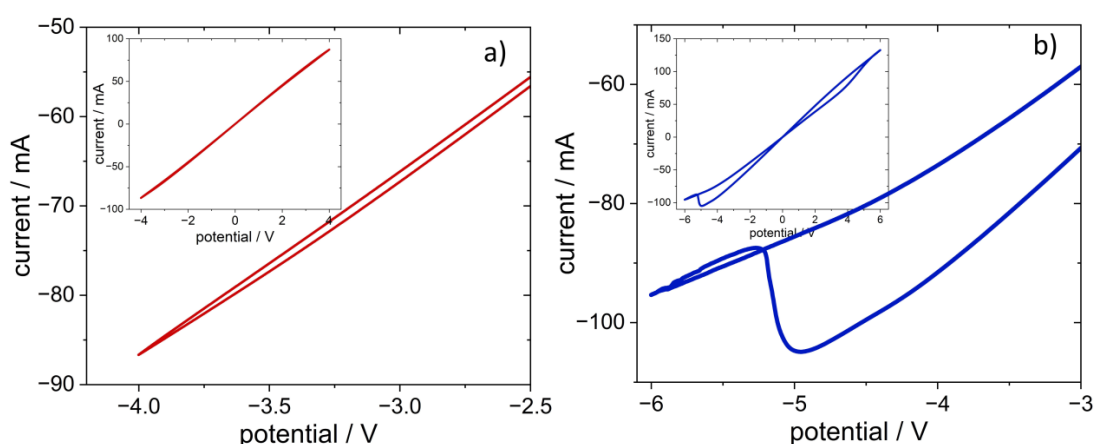 a)
−50
−60
−70
−80
−90
current / mA
−4.0 −3.5 −3.0 −2.5
potential / V
100
50
0
−50
−100
current / mA
−4 −2 0 2 4
potential / V
b)
−60
−80
−100
current / mA
−6 −5 −4 −3
potential / V
150
100
50
0
−50
−100
current / mA
−6 −4 −2 0 2 4 6
potential / V